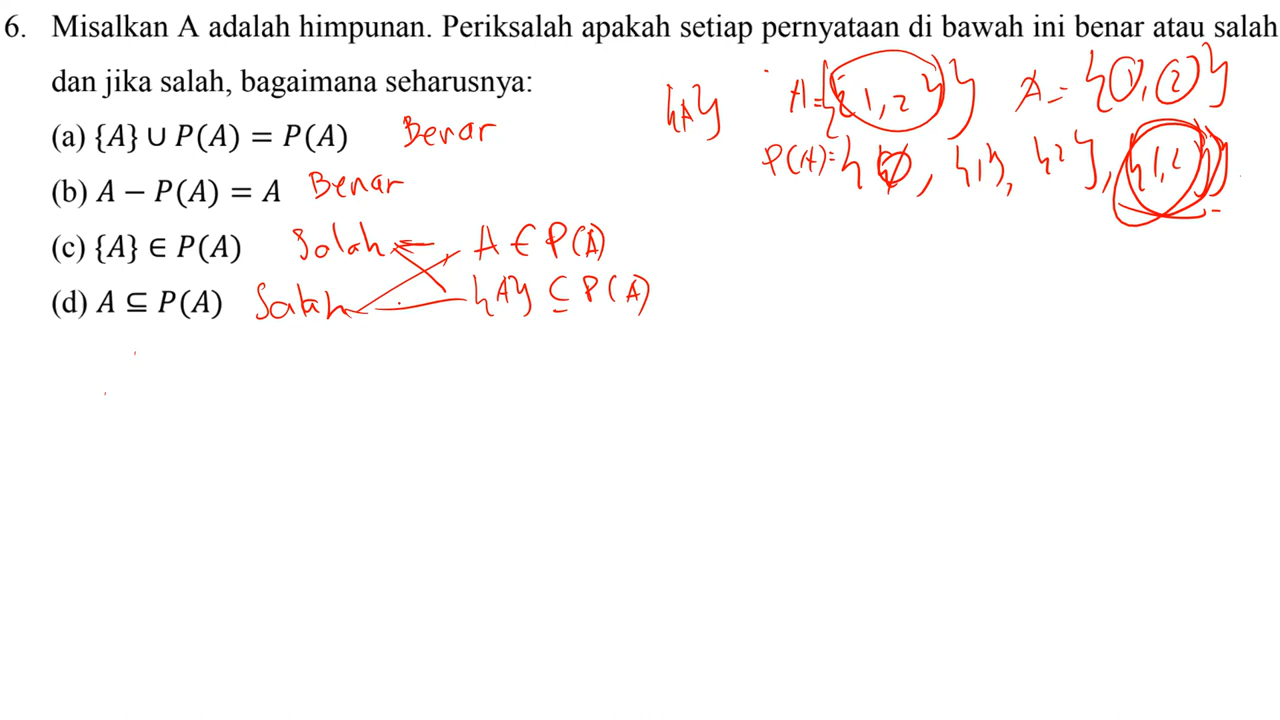 6. Misalkan A adalah himpunan. Periksalah apakah setiap pernyataan di bawah ini benar atau salah
dan jika salah, bagaimana seharusnya:
{A} A={{1,2}} A={1,2}
(a) {A} ∪ P(A) = P(A) Benar
P(A)={∅, {1}, {2}, {1,2}}
(b) A − P(A) = A Benar
(c) {A} ∈ P(A) Salah A ∈ P(A)
(d) A ⊆ P(A) Salah {A} ⊆ P(A)